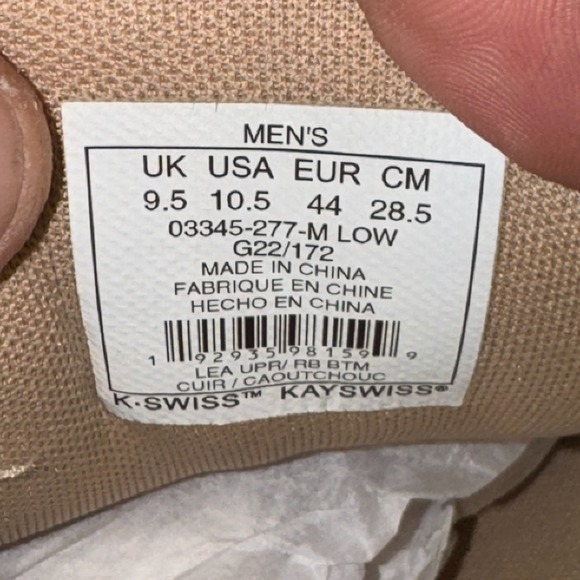 MEN'S
UK USA EUR CM
9.5 10.5 44 28.5
03345-277-M LOW
G22/172
MADE IN CHINA
FABRIQUE EN CHINE
HECHO EN CHINA
1 92935 98159 9
LEA UPR/ RB BTM
CUIR / CAOUTCHOUC
K•SWISS™ KAYSWISS®